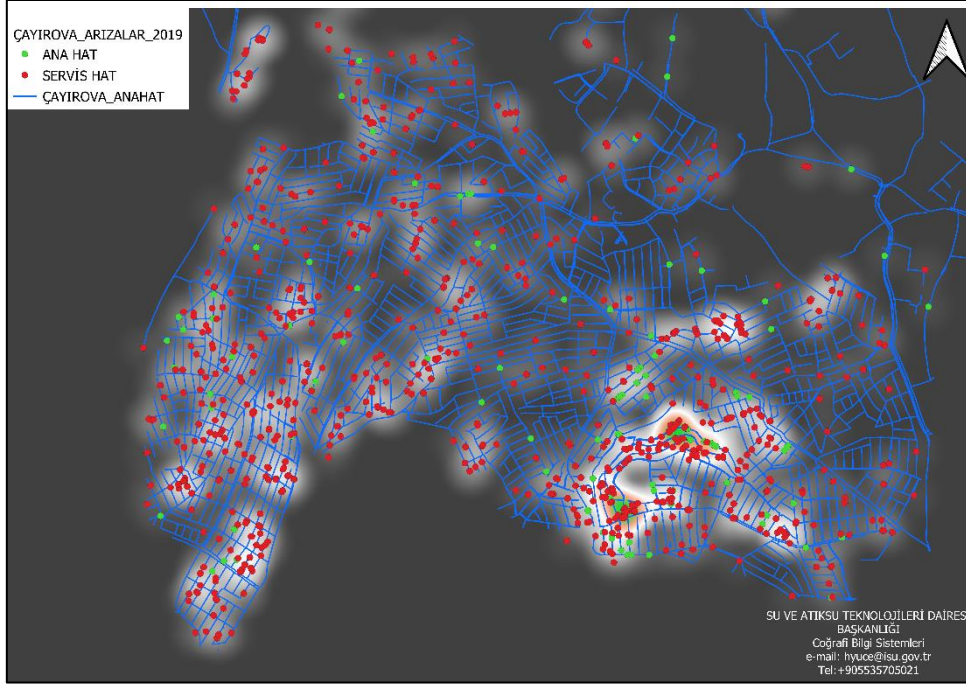 ÇAYIROVA_ARIZALAR_2019
ANA HAT
SERVİS HAT
ÇAYIROVA_ANAHAT
SU VE ATIKSU TEKNOLOJİLERİ DAİRES
BAŞKANLIĞI
Coğrafi Bilgi Sistemleri
e-mail: hyuce@isu.gov.tr
Tel:+905535705021